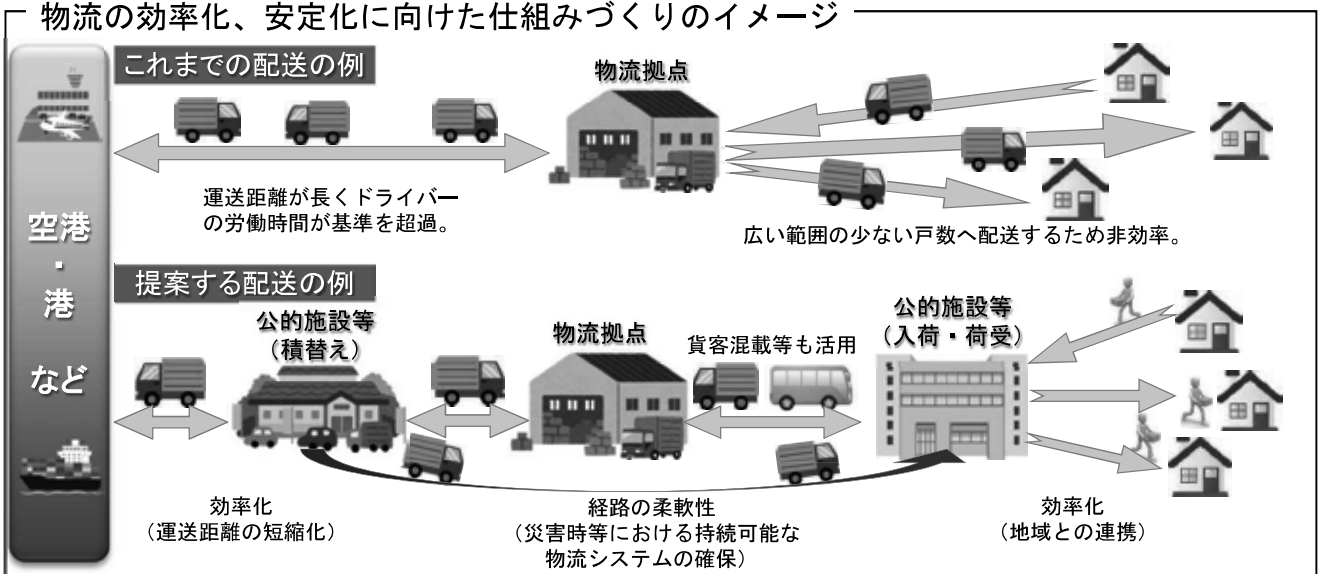 物流の効率化、安定化に向けた仕組みづくりのイメージ
空港
・
港
など
これまでの配送の例
物流拠点
運送距離が長くドライバー
の労働時間が基準を超過。
広い範囲の少ない戸数へ配送するため非効率。
提案する配送の例
公的施設等
（積替え）
物流拠点
貨客混載等も活用
公的施設等
（入荷・荷受）
効率化
（運送距離の短縮化）
経路の柔軟性
（災害時等における持続可能な
物流システムの確保）
効率化
（地域との連携）